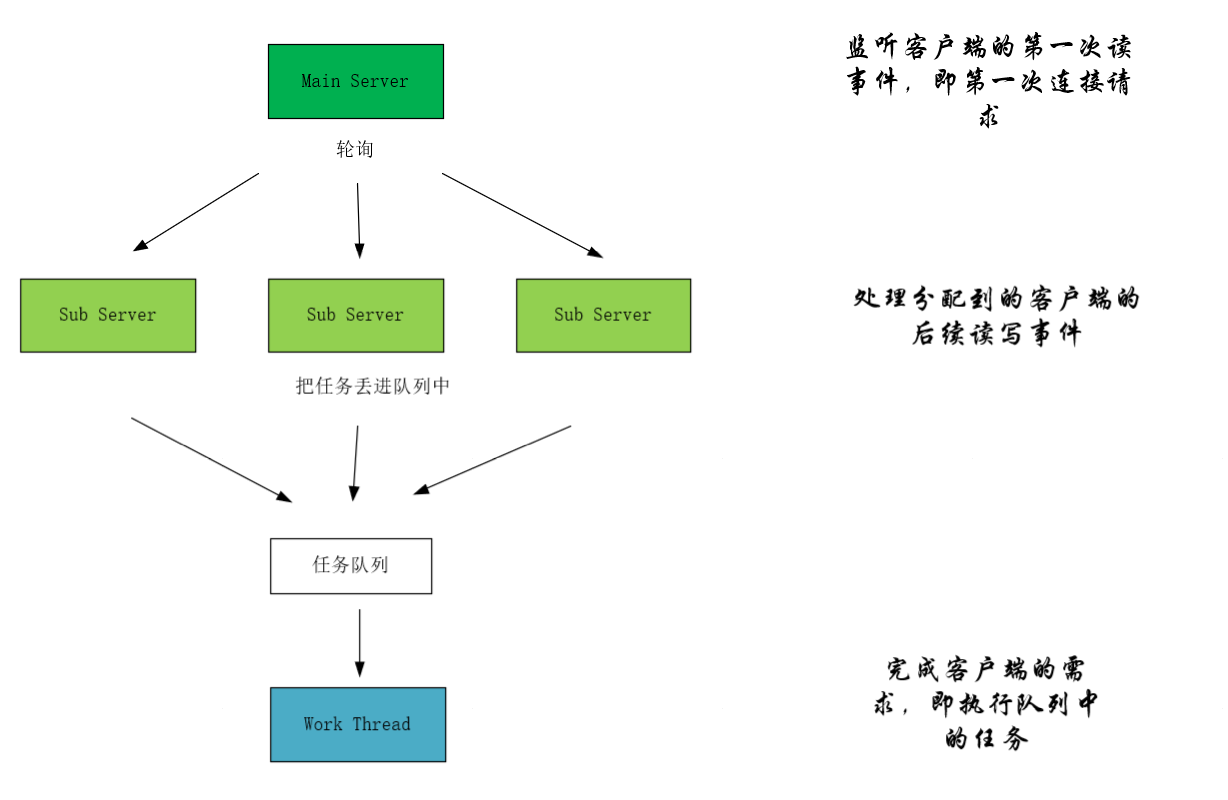 Main Server
监听客户端的第一次读
事件，即第一次连接请
求
轮询
Sub Server
Sub Server
Sub Server
处理分配到的客户端的
后续读写事件
把任务丢进队列中
任务队列
Work Thread
完成客户端的需
求，即执行队列中
的任务